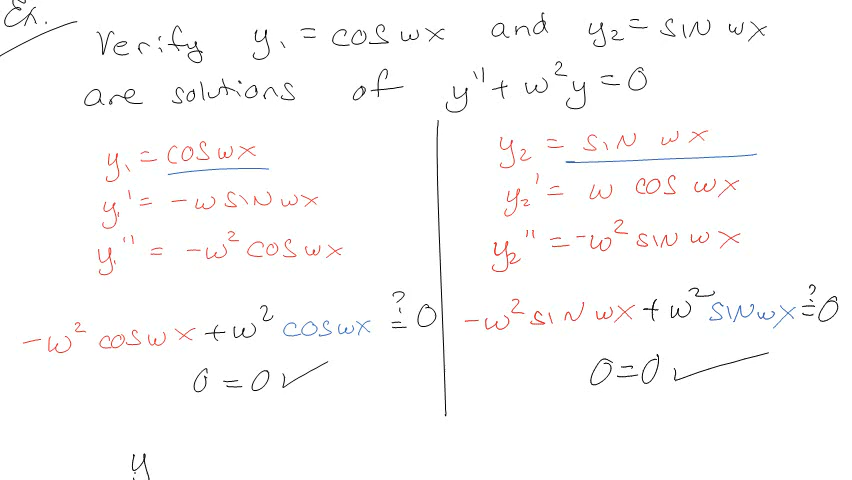 Ex.
Verify y₁ = cos wx and y₂ = SIN wx
are solutions of y'' + w²y = 0
y₁ = cos wx
y₁' = -w SIN wx
y₁'' = -w² cos wx
-w² cos wx + w² cos wx ≟ 0
0 = 0 ✓
y₂ = SIN wx
y₂' = w cos wx
y₂'' = -w² SIN wx
-w² SIN wx + w² SIN wx ≟ 0
0 = 0 ✓
y